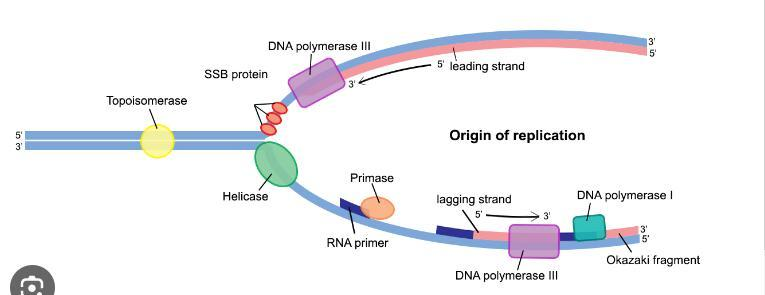 DNA polymerase III
3'
5'
leading strand
5'
3'
SSB protein
Topoisomerase
5'
3'
Origin of replication
Helicase
Primase
RNA primer
lagging strand
5'
3'
DNA polymerase I
3'
5'
Okazaki fragment
DNA polymerase III